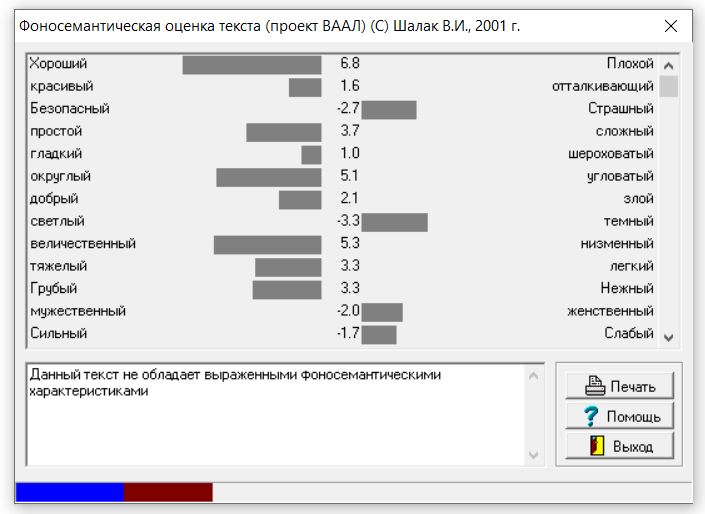 Фоносемантическая оценка текста (проект ВААЛ) (C) Шалак В.И., 2001 г.
Хороший 6.8 Плохой
красивый 1.6 отталкивающий
Безопасный -2.7 Страшный
простой 3.7 сложный
гладкий 1.0 шероховатый
округлый 5.1 угловатый
добрый 2.1 злой
светлый -3.3 темный
величественный 5.3 низменный
тяжелый 3.3 легкий
Грубый 3.3 Нежный
мужественный -2.0 женственный
Сильный -1.7 Слабый
Данный текст не обладает выраженными фоносемантическими
характеристиками
Печать
Помощь
Выход